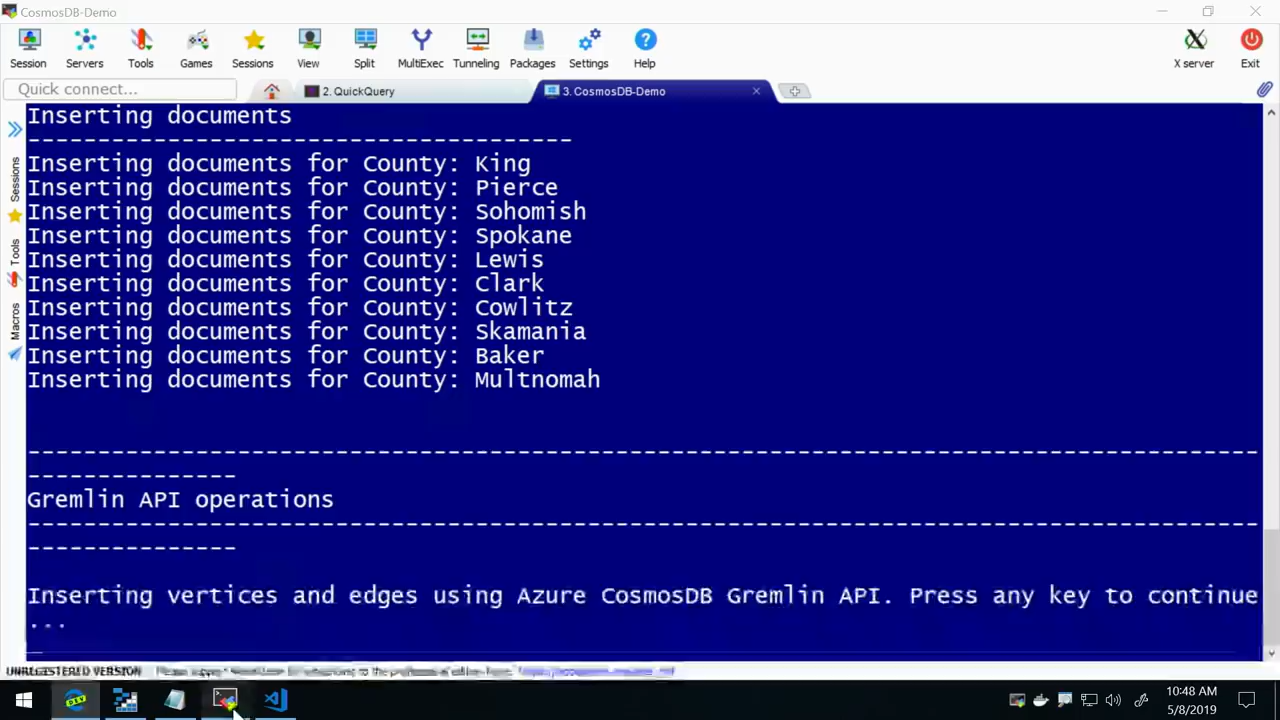 CosmosDB-Demo
Session Servers Tools Games Sessions View Split MultiExec Tunneling Packages Settings Help X server Exit
Quick connect...
2. QuickQuery
3. CosmosDB-Demo
Sessions
Tools
Macros
Inserting documents
---------------------------------------
Inserting documents for County: King
Inserting documents for County: Pierce
Inserting documents for County: Sohomish
Inserting documents for County: Spokane
Inserting documents for County: Lewis
Inserting documents for County: Clark
Inserting documents for County: Cowlitz
Inserting documents for County: Skamania
Inserting documents for County: Baker
Inserting documents for County: Multnomah
----------------------------------------------------------------------------------------
---------------
Gremlin API operations
----------------------------------------------------------------------------------------
---------------
Inserting vertices and edges using Azure CosmosDB Gremlin API. Press any key to continue
...
UNREGISTERED VERSION
10:48 AM
5/8/2019